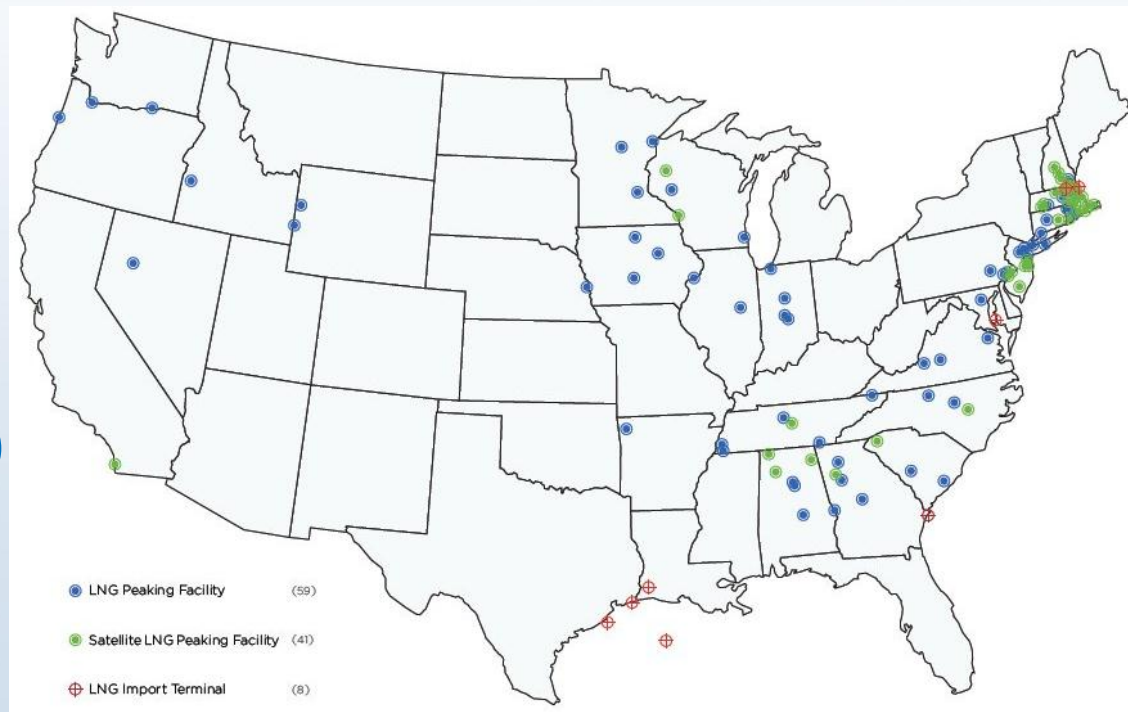 LNG Peaking Facility (59)
Satellite LNG Peaking Facility (41)
LNG Import Terminal (8)